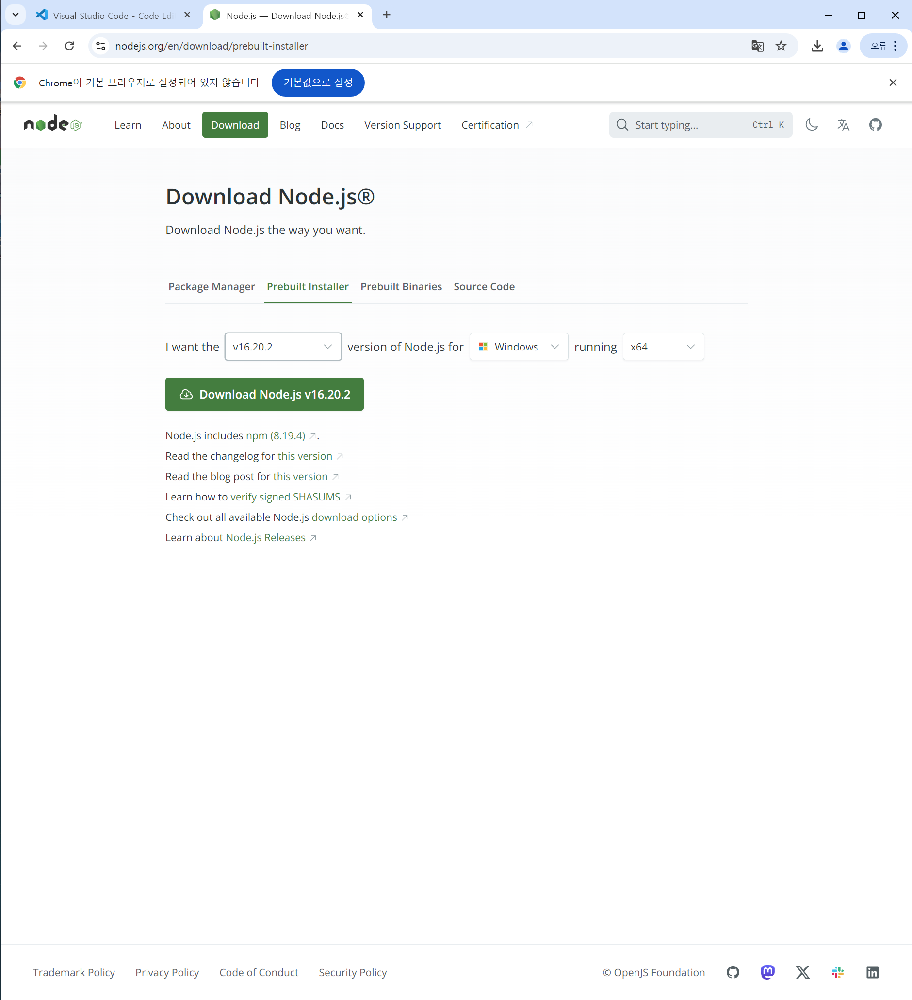 Visual Studio Code - Code Edi
Node.js — Download Node.js®
nodejs.org/en/download/prebuilt-installer
오류
Chrome이 기본 브라우저로 설정되어 있지 않습니다
기본값으로 설정
node JS
Learn
About
Download
Blog
Docs
Version Support
Certification
Start typing...
Ctrl K
Download Node.js®
Download Node.js the way you want.
Package Manager
Prebuilt Installer
Prebuilt Binaries
Source Code
I want the v16.20.2 version of Node.js for Windows running x64
Download Node.js v16.20.2
Node.js includes npm (8.19.4).
Read the changelog for this version
Read the blog post for this version
Learn how to verify signed SHASUMS
Check out all available Node.js download options
Learn about Node.js Releases
Trademark Policy
Privacy Policy
Code of Conduct
Security Policy
© OpenJS Foundation